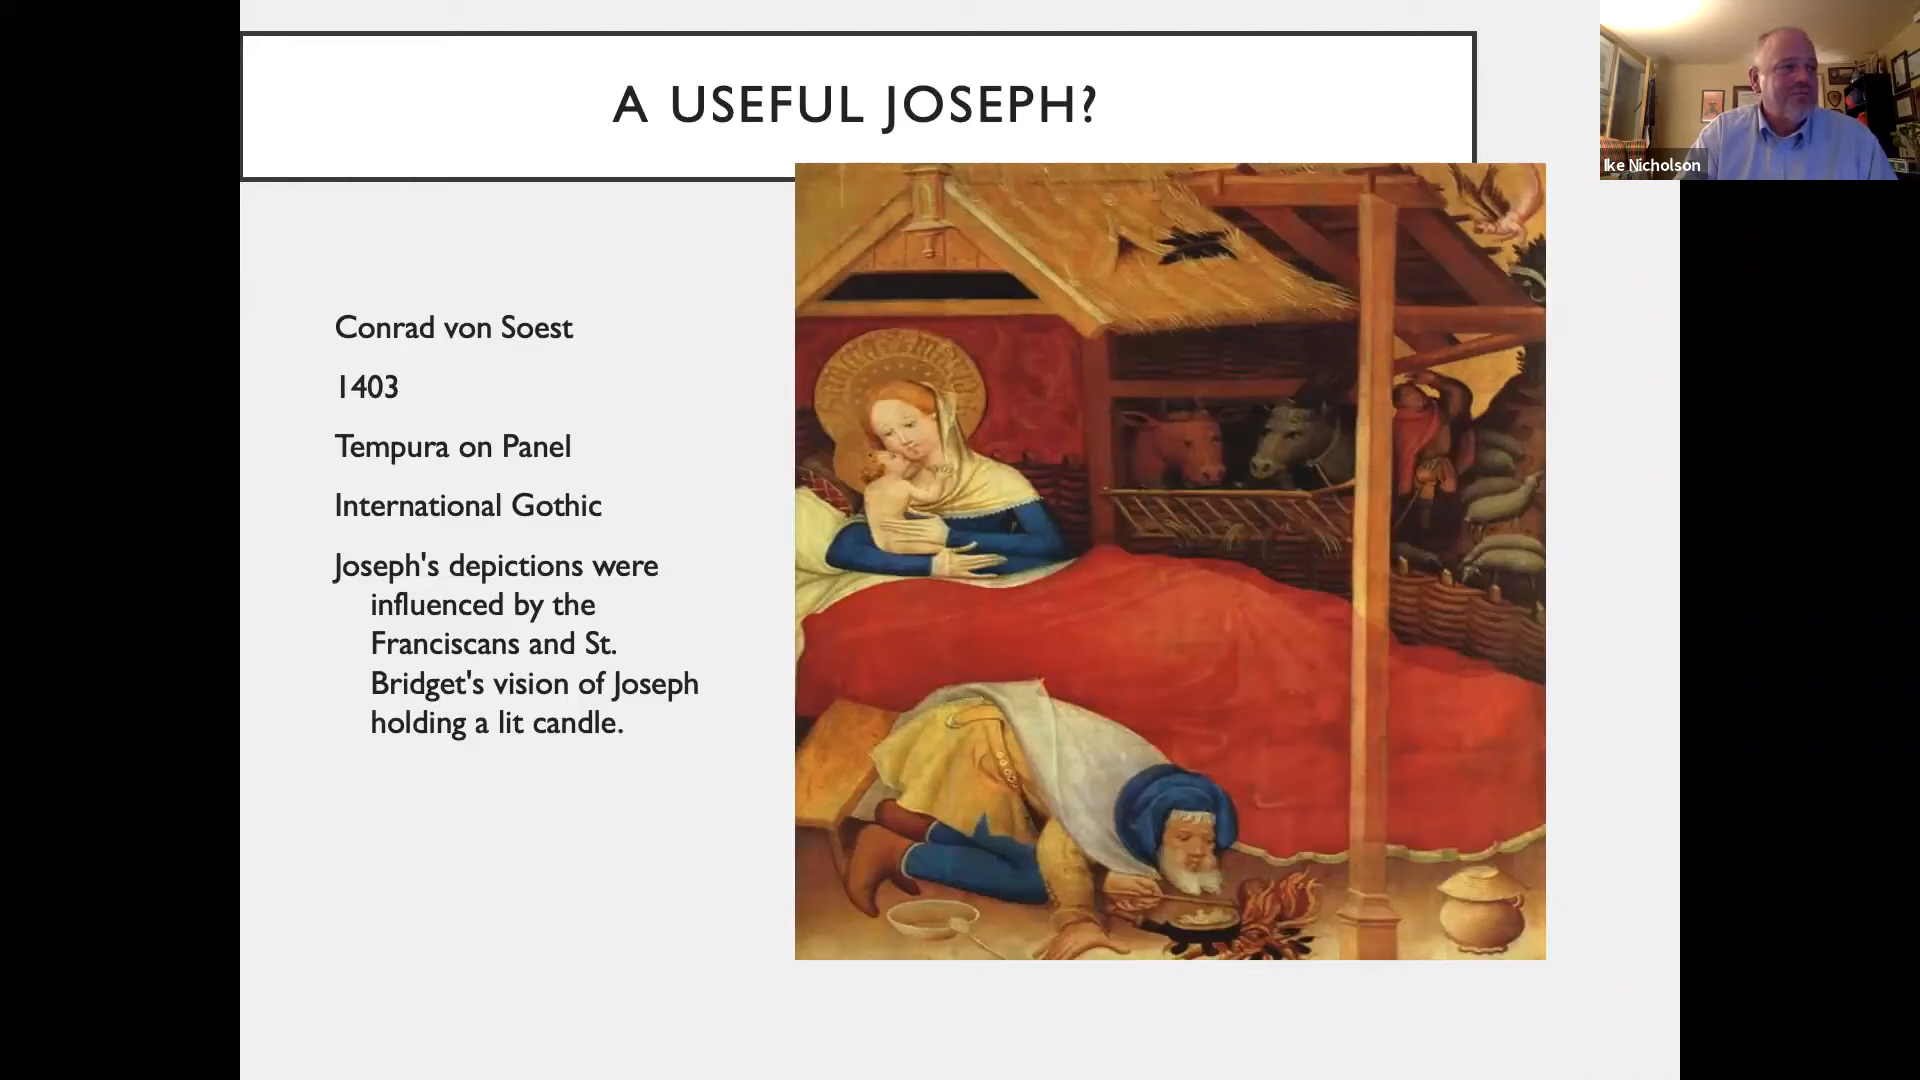 A USEFUL JOSEPH?
Ike Nicholson
Conrad von Soest
1403
Tempura on Panel
International Gothic
Joseph's depictions were
influenced by the
Franciscans and St.
Bridget's vision of Joseph
holding a lit candle.